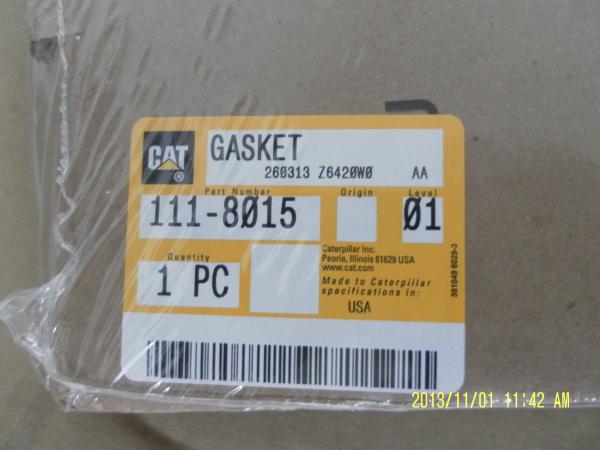 CAT ®
GASKET
260313 Z6420W0 AA
Part Number Origin Level
111-8015 01
Quantity
1 PC
Caterpillar Inc.
Peoria, Illinois 61629 USA
www.cat.com
Made to Caterpillar
specifications in:
USA
381049 6029-3
2013/11/01 11:42 AM